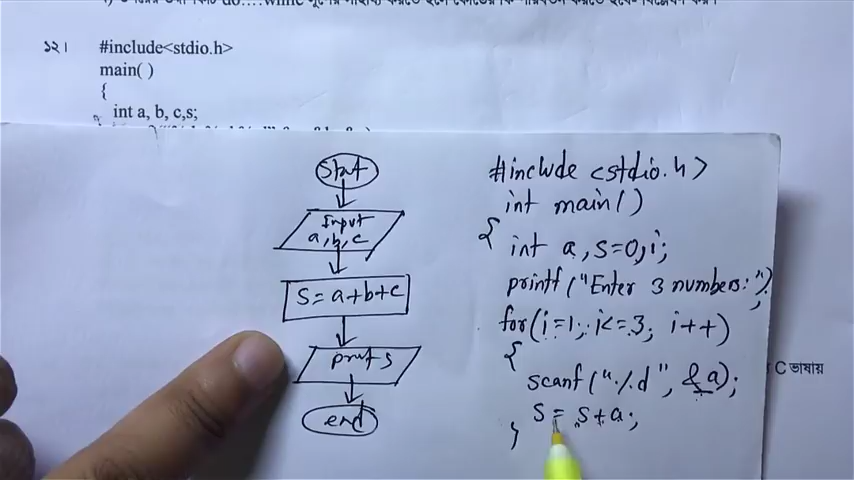 ১২। #include<stdio.h>
main( )
{
int a, b, c,s;
Start
Input
a,b,c
S=a+b+c
print s
end
#include <stdio.h>
int main()
{ int a, s=0, i;
printf("Enter 3 numbers:");
for(i=1; i<=3; i++)
{
scanf("%d", &a);
s= s+a;
}
C ভাষায়